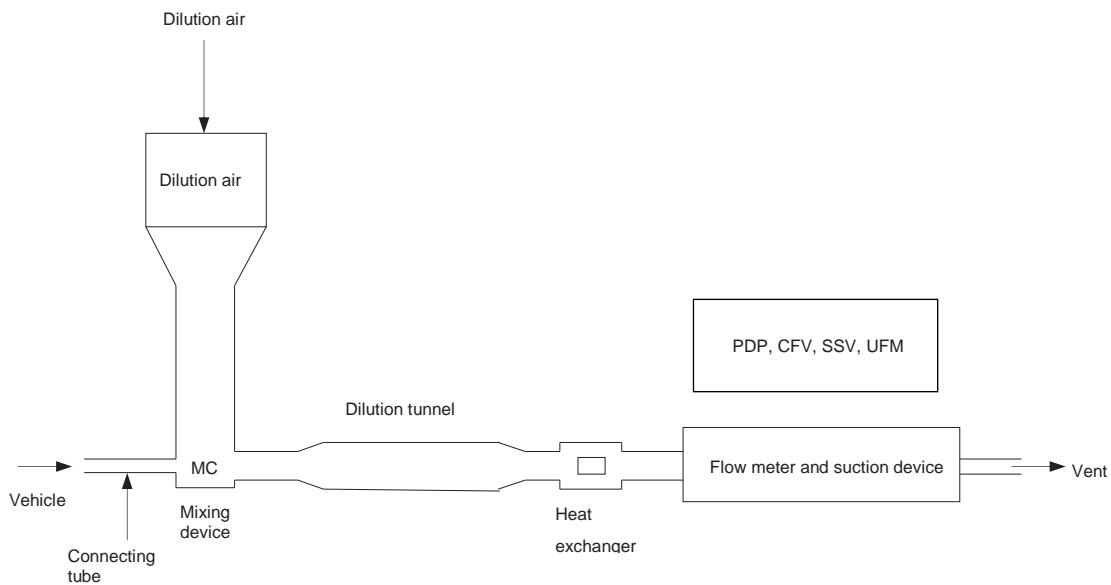 Dilution air
Dilution air
PDP, CFV, SSV, UFM
Dilution tunnel
MC
Flow meter and suction device
Vent
Vehicle
Mixing
device
Heat
exchanger
Connecting
tube